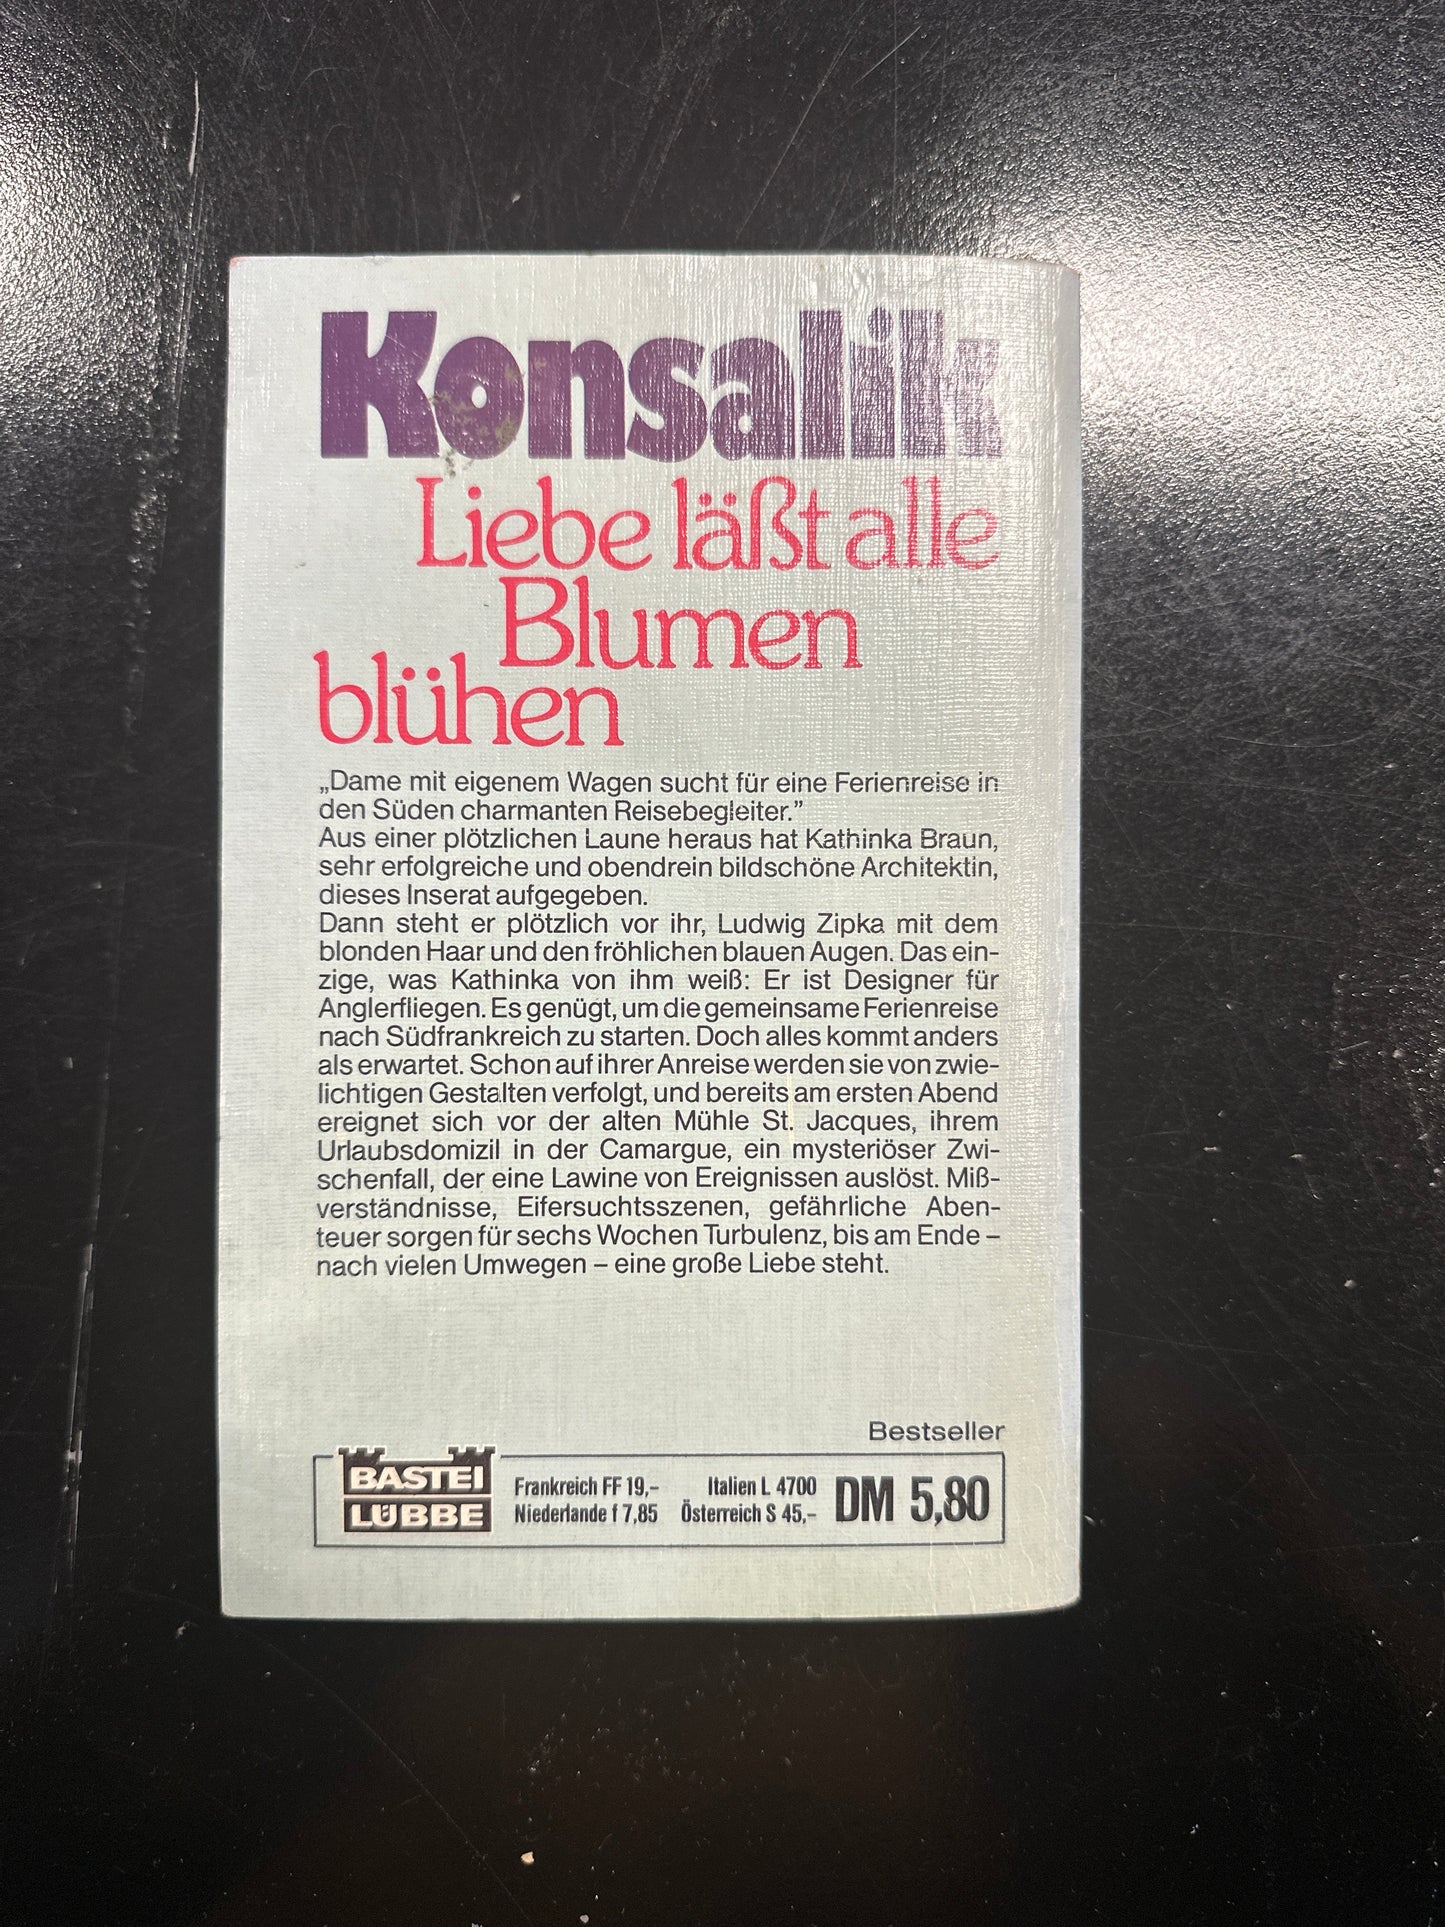 Konsalik
Liebe läßt alle
Blumen
blühen
„Dame mit eigenem Wagen sucht für eine Ferienreise in
den Süden charmanten Reisebegleiter.”
Aus einer plötzlichen Laune heraus hat Kathinka Braun,
sehr erfolgreiche und obendrein bildschöne Architektin,
dieses Inserat aufgegeben.
Dann steht er plötzlich vor ihr, Ludwig Zipka mit dem
blonden Haar und den fröhlichen blauen Augen. Das ein-
zige, was Kathinka von ihm weiß: Er ist Designer für
Anglerfliegen. Es genügt, um die gemeinsame Ferienreise
nach Südfrankreich zu starten. Doch alles kommt anders
als erwartet. Schon auf ihrer Anreise werden sie von zwie-
lichtigen Gestalten verfolgt, und bereits am ersten Abend
ereignet sich vor der alten Mühle St. Jacques, ihrem
Urlaubsdomizil in der Camargue, ein mysteriöser Zwi-
schenfall, der eine Lawine von Ereignissen auslöst. Miß-
verständnisse, Eifersuchtsszenen, gefährliche Aben-
teuer sorgen für sechs Wochen Turbulenz, bis am Ende –
nach vielen Umwegen – eine große Liebe steht.
Bestseller
BASTEI
LÜBBE
Frankreich FF 19,– Italien L 4700
Niederlande f 7,85 Österreich S 45,–
DM 5,80